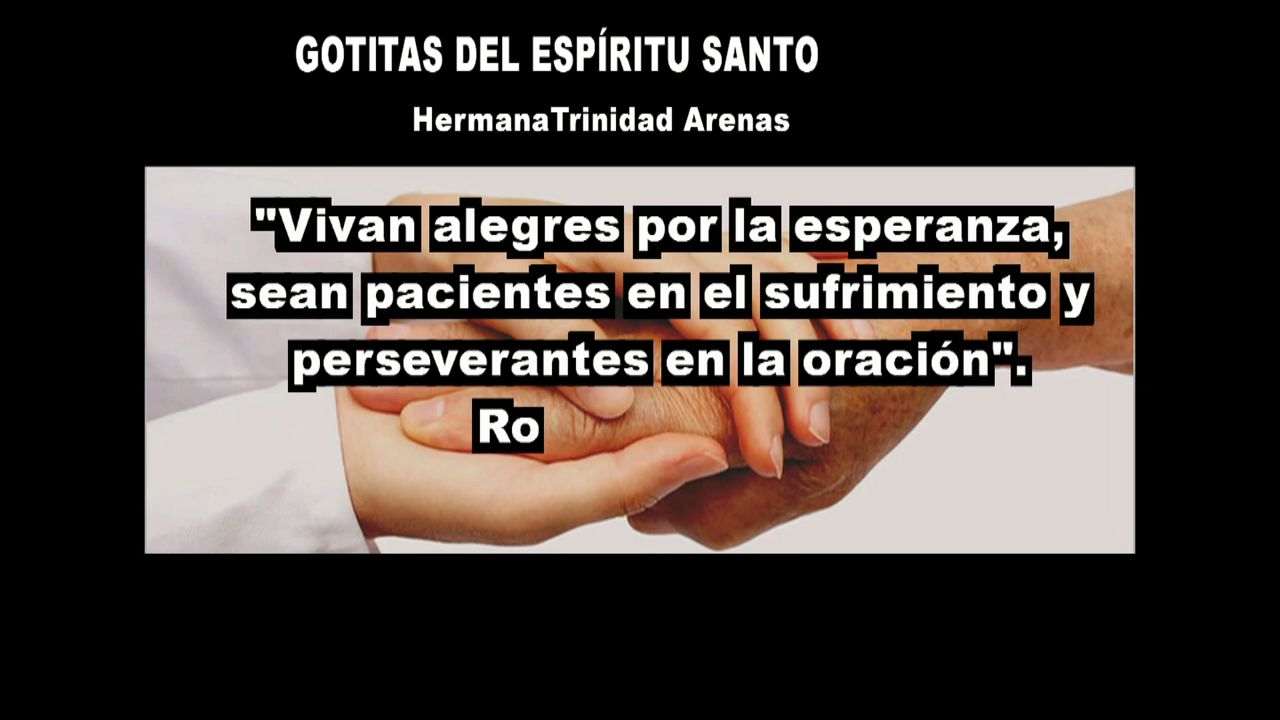 GOTITAS DEL ESPÍRITU SANTO
HermanaTrinidad Arenas
"Vivan alegres por la esperanza,
sean pacientes en el sufrimiento y
perseverantes en la oración".
Ro